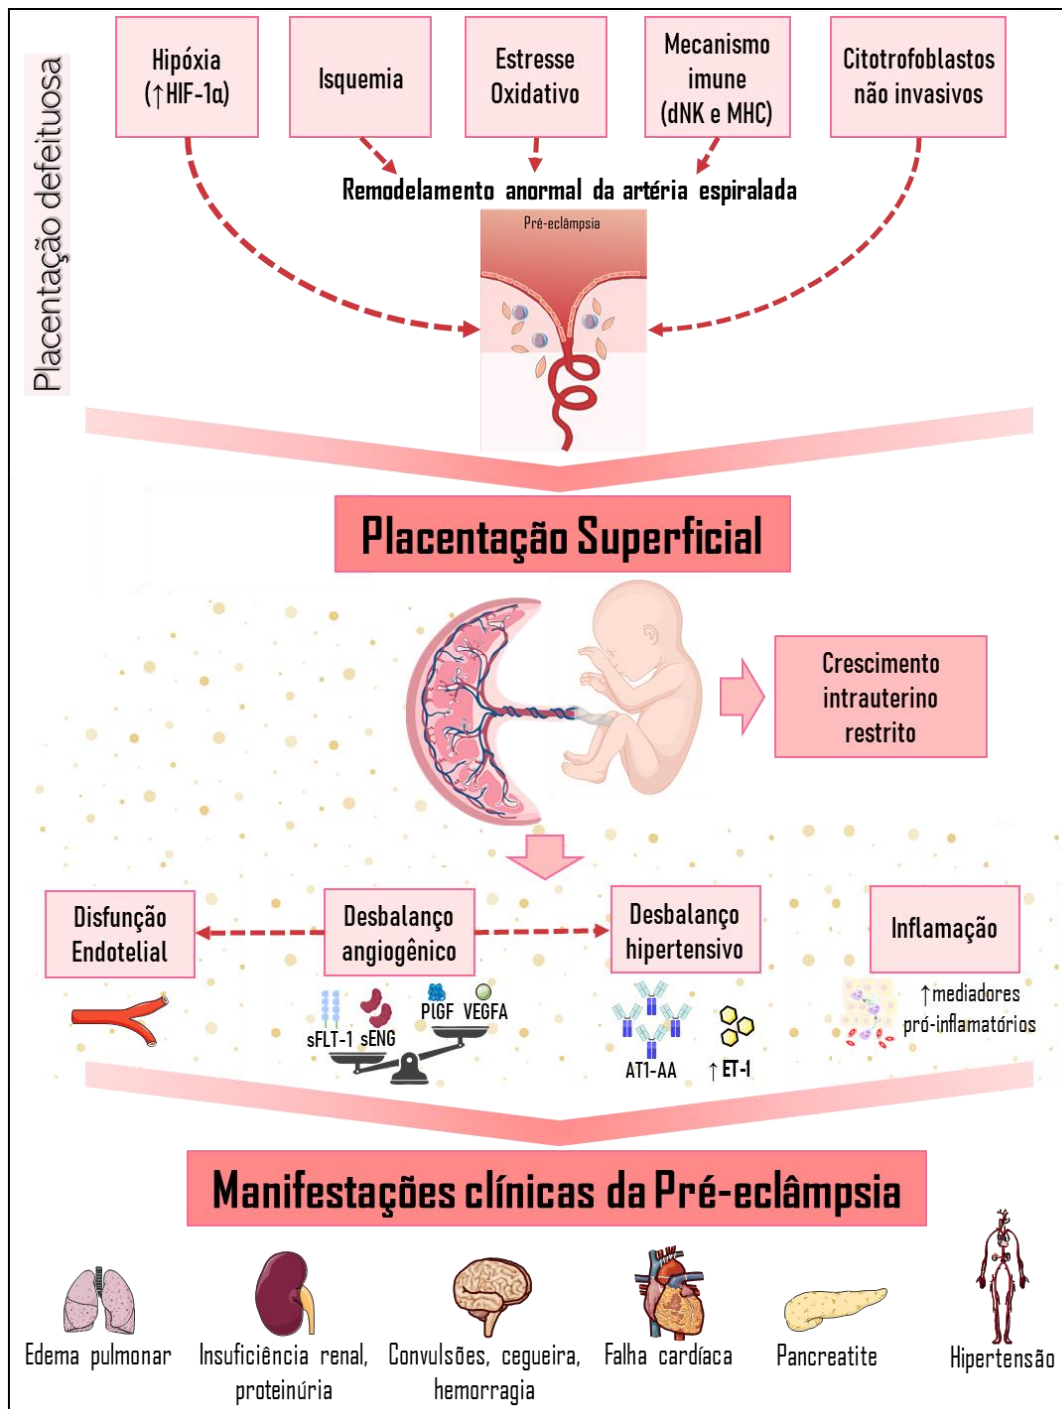 Placentação defeituosa
Hipóxia
(↑HIF-1α)
Isquemia
Estresse
Oxidativo
Mecanismo
imune
(dNK e MHC)
Citotrofoblastos
não invasivos
Remodelamento anormal da artéria espiralada
Pré-eclâmpsia
Placentação Superficial
Crescimento
intrauterino
restrito
Disfunção
Endotelial
Desbalanço
angiogênico
Desbalanço
hipertensivo
Inflamação
sFLT-1 sENG
PlGF VEGFA
AT1-AA
↑ ET-1
↑mediadores
pró-inflamatórios
Manifestações clínicas da Pré-eclâmpsia
Edema pulmonar
Insuficiência renal,
proteinúria
Convulsões, cegueira,
hemorragia
Falha cardíaca
Pancreatite
Hipertensão